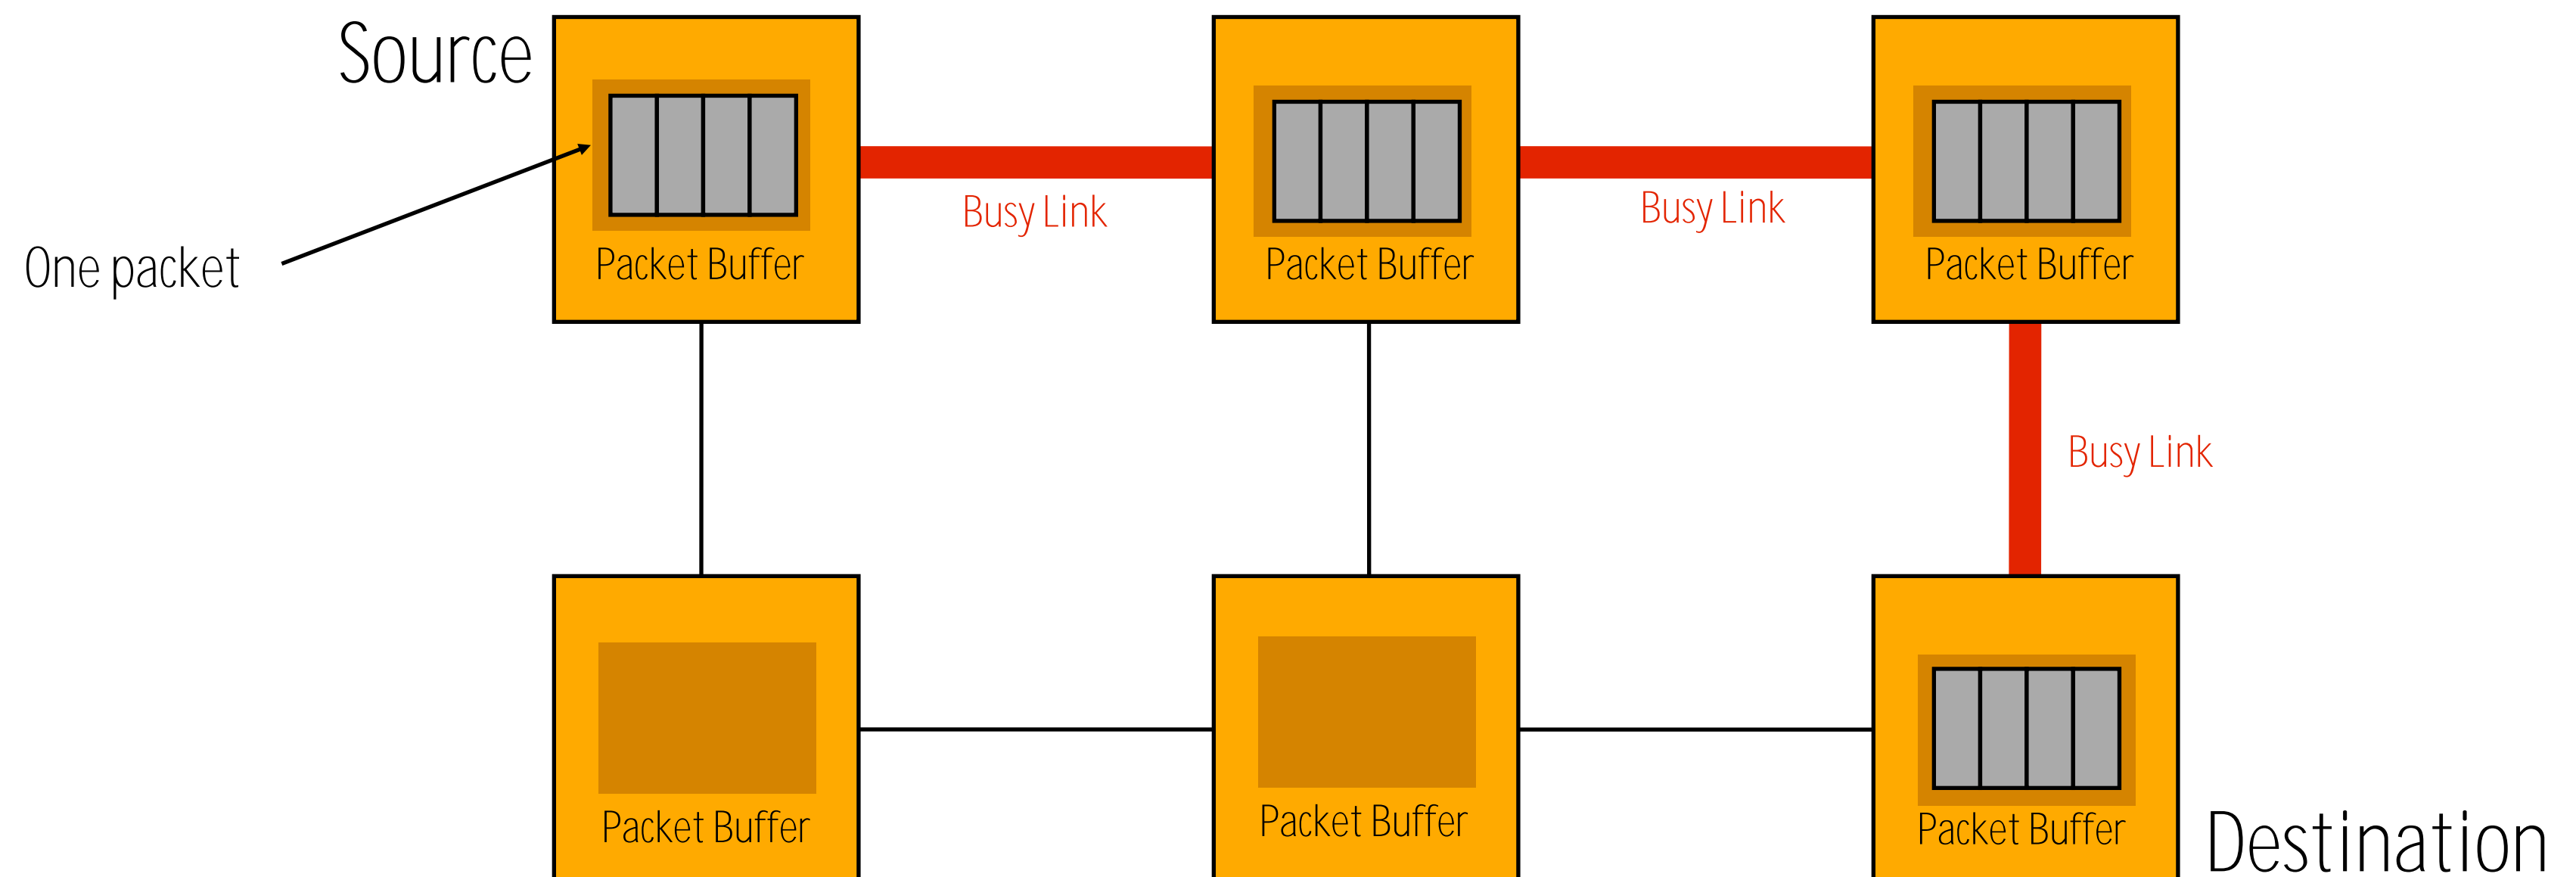 Source
One packet
Packet Buffer
Busy Link
Packet Buffer
Busy Link
Packet Buffer
Busy Link
Packet Buffer
Packet Buffer
Packet Buffer
Destination